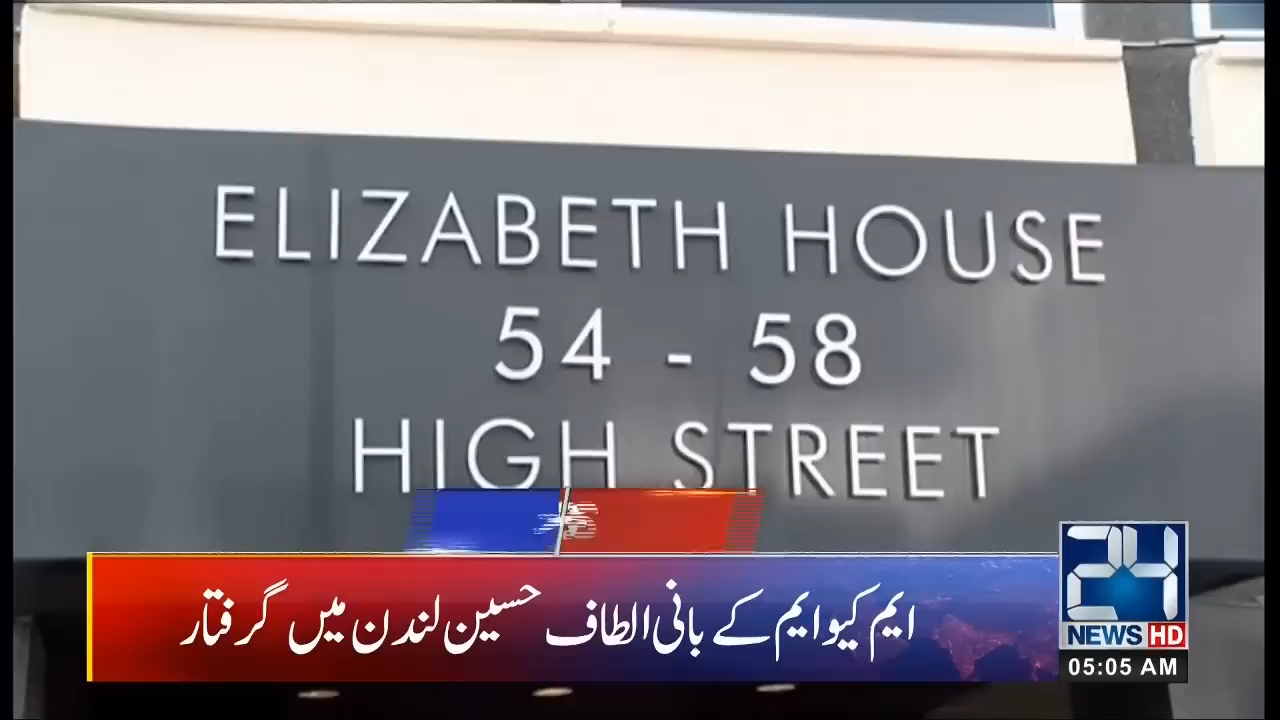 ELIZABETH HOUSE
54 - 58
HIGH STREET
ایم کیو ایم کے بانی الطاف حسین لندن میں گرفتار
24
NEWS HD
05:05 AM